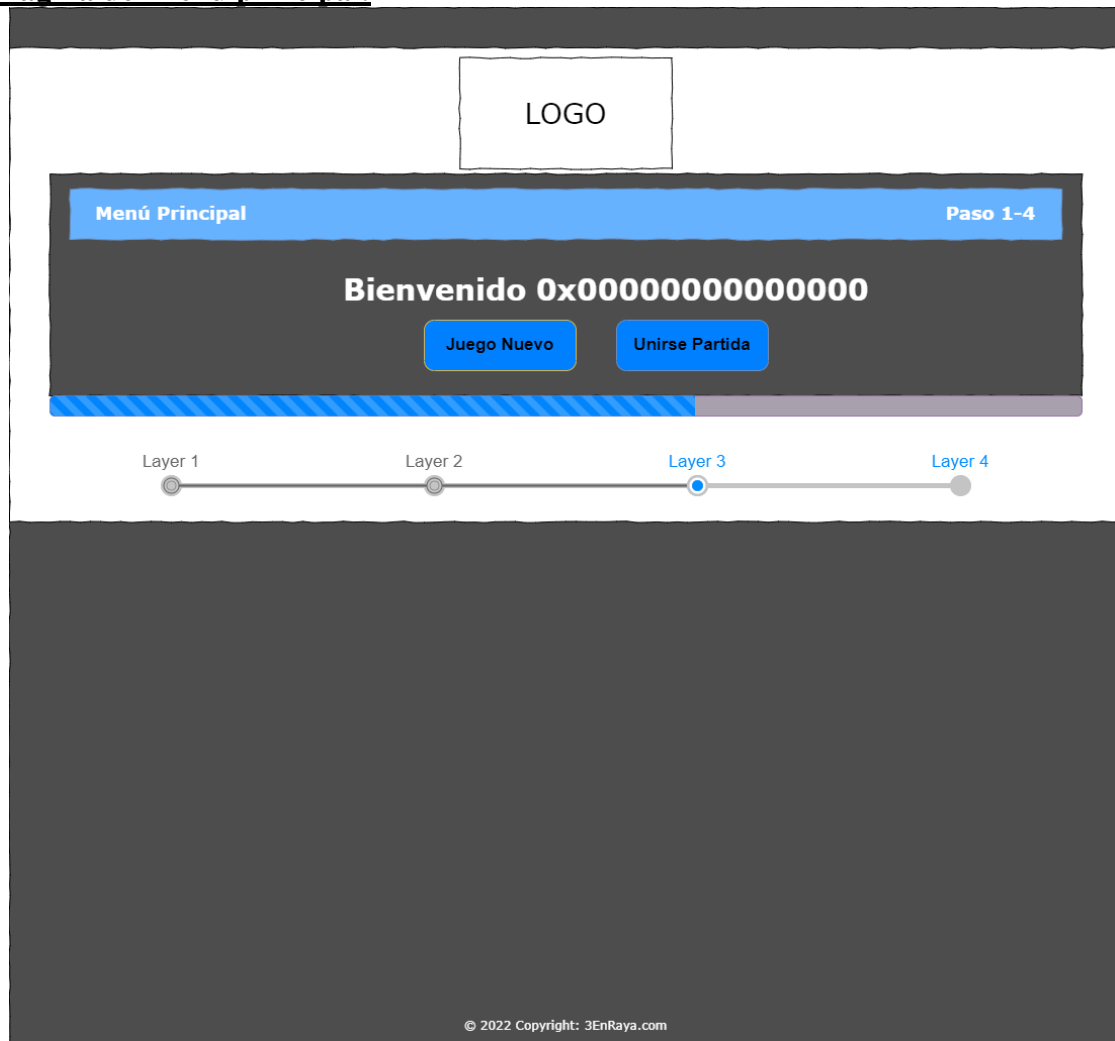 LOGO
Menú Principal Paso 1-4
Bienvenido 0x00000000000000
Juego Nuevo Unirse Partida
Layer 1 Layer 2 Layer 3 Layer 4
© 2022 Copyright: 3EnRaya.com